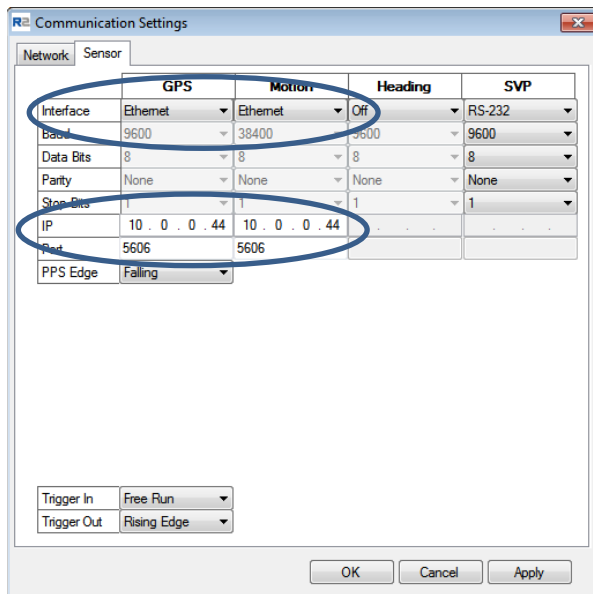 R2 Communication Settings
Network Sensor
GPS Motion Heading SVP
Interface Ethernet Ethernet Off RS-232
Baud 9600 38400 9600 9600
Data Bits 8 8 8 8
Parity None None None None
Stop Bits 1 1 1 1
IP 10 . 0 . 0 . 44 10 . 0 . 0 . 44 . . . . . .
Port 5606 5606
PPS Edge Falling
Trigger In Free Run
Trigger Out Rising Edge
OK Cancel Apply